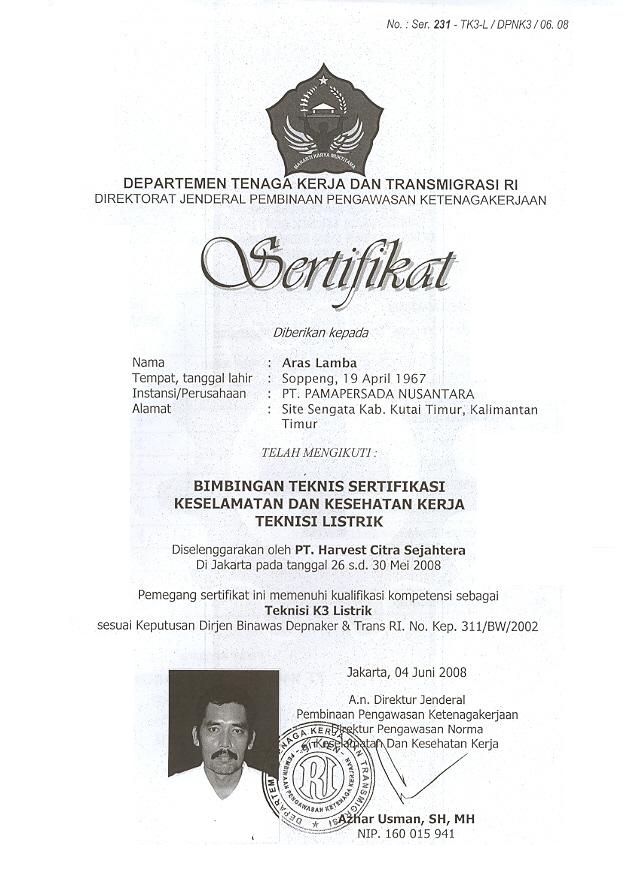 No. : Ser. 231 - TK3-L / DPNK3 / 06. 08
MAKARTI KARYA MUKTITAMA
DEPARTEMEN TENAGA KERJA DAN TRANSMIGRASI RI
DIREKTORAT JENDERAL PEMBINAAN PENGAWASAN KETENAGAKERJAAN
Sertifikat
Diberikan kepada
Nama : Aras Lamba
Tempat, tanggal lahir : Soppeng, 19 April 1967
Instansi/Perusahaan : PT. PAMAPERSADA NUSANTARA
Alamat : Site Sengata Kab. Kutai Timur, Kalimantan
Timur
TELAH MENGIKUTI :
BIMBINGAN TEKNIS SERTIFIKASI
KESELAMATAN DAN KESEHATAN KERJA
TEKNISI LISTRIK
Diselenggarakan oleh PT. Harvest Citra Sejahtera
Di Jakarta pada tanggal 26 s.d. 30 Mei 2008
Pemegang sertifikat ini memenuhi kualifikasi kompetensi sebagai
Teknisi K3 Listrik
sesuai Keputusan Dirjen Binawas Depnaker & Trans RI. No. Kep. 311/BW/2002
Jakarta, 04 Juni 2008
A.n. Direktur Jenderal
Pembinaan Pengawasan Ketenagakerjaan
Direktur Pengawasan Norma
Keselamatan Dan Kesehatan Kerja
DEPARTEMEN TENAGA KERJA DAN TRANSMIGRASI
PEMBINAAN PENGAWASAN KETENAGA KERJAAN
RI
Azhar Usman, SH, MH
NIP. 160 015 941